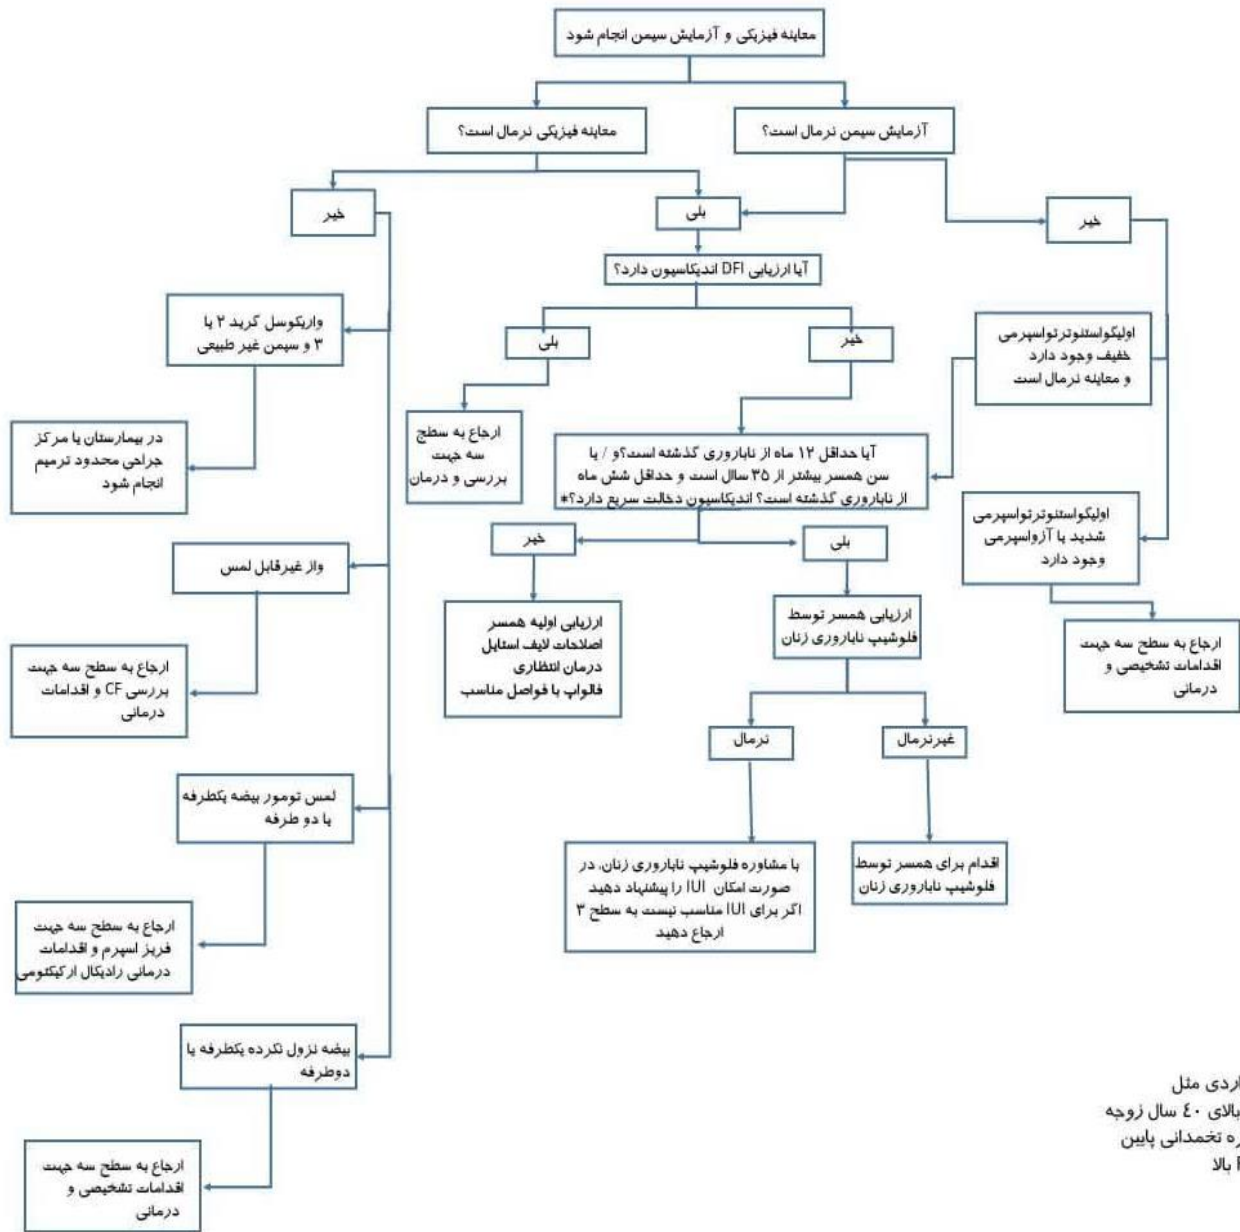 معاینه فیزیکی و آزمایش سیمن انجام شود
آزمایش سیمن نرمال است؟
معاینه فیزیکی نرمال است؟
خیر
بلی
خیر
آیا ارزیابی DFI اندیکاسیون دارد؟
خیر
بلی
اولیگواستنوترتواسپرمی
خفیف وجود دارد
و معاینه نرمال است
واریکوسل گرید ۲ یا
۳ و سیمن غیر طبیعی
ارجاع به سطح
سه جهت
بررسی و درمان
در بیمارستان یا مرکز
جراحی محدود ترمیم
انجام شود
آیا حداقل ۱۲ ماه از ناباروری گذشته است؟و / یا
سن همسر بیشتر از ۳۵ ساال است و حداقل شش ماه
از ناباروری گذشته است؟ اندیکاسیون دخالت سریع دارد؟*
اولیگواستنوترتواسپرمی
شدید یا آزواسپرمی
وجود دارد
بلی
خیر
واز غیرقابل لمس
ارزیابی همسر توسط
فلوشیپ ناباروری زنان
ارزیابی اولیه همسر
اصلاحات لایف استایل
درمان انتظاری
فالواپ با فواصل مناسب
ارجاع به سطح سه جهت
اقدامات تشخیصی و
درمانی
ارجاع به سطح سه جهت
بررسی CF و اقدامات
درمانی
غیرنرمال
نرمال
لمس تومور بیضه یکطرفه
یا دو طرفه
اقدام برای همسر توسط
فلوشیپ ناباروری زنان
با مشاوره فلوشیپ ناباروری زنان، در
صورت امکان IUI را پیشنهاد دهید
اگر برای IUI مناسب نیست به سطح ۳
ارجاع دهید
ارجاع به سطح سه جهت
فریز اسپرم و اقدامات
درمانی رادیکال ارکیکتومی
بیضه نزول نکرده یکطرفه یا
دوطرفه
ارجاع به سطح سه جهت
اقدامات تشخیصی و
درمانی
مثل
بالای ٤٠ سال زوجه
تخمدانی پایین
بالا